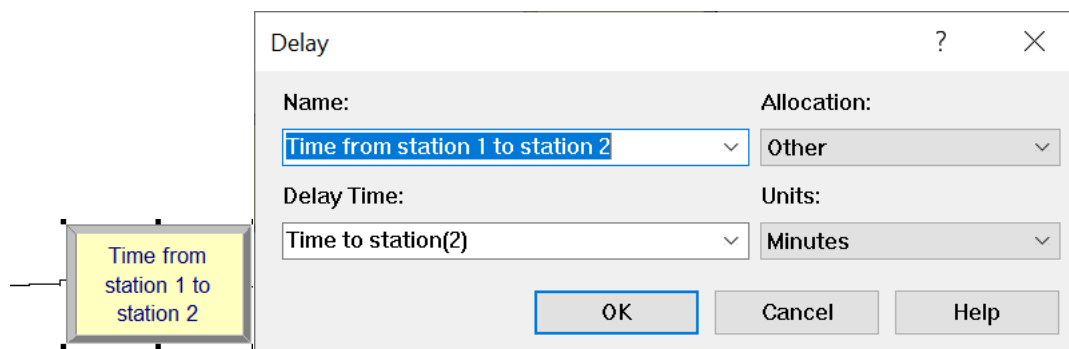 Delay
?
Name:
Allocation:
Time from station 1 to station 2
Other
Delay Time:
Units:
Time to station(2)
Minutes
OK
Cancel
Help
Time from
station 1 to
station 2